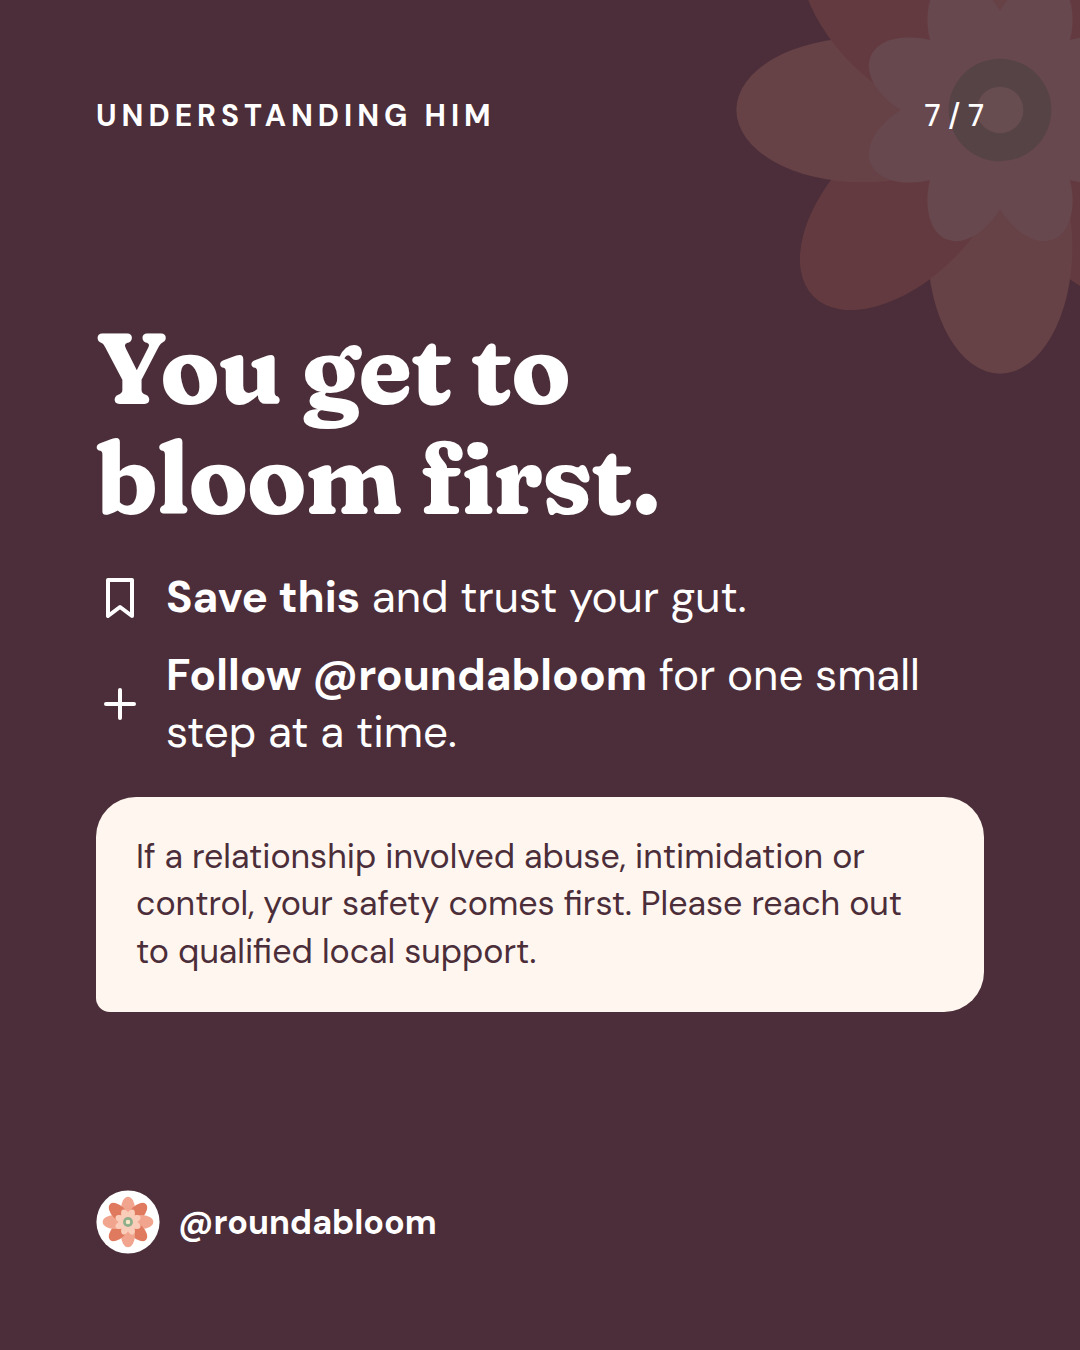 UNDERSTANDING HIM
7 / 7
You get to
bloom first.
Save this and trust your gut.
Follow @roundabloom for one small
step at a time.
If a relationship involved abuse, intimidation or
control, your safety comes first. Please reach out
to qualified local support.
@roundabloom